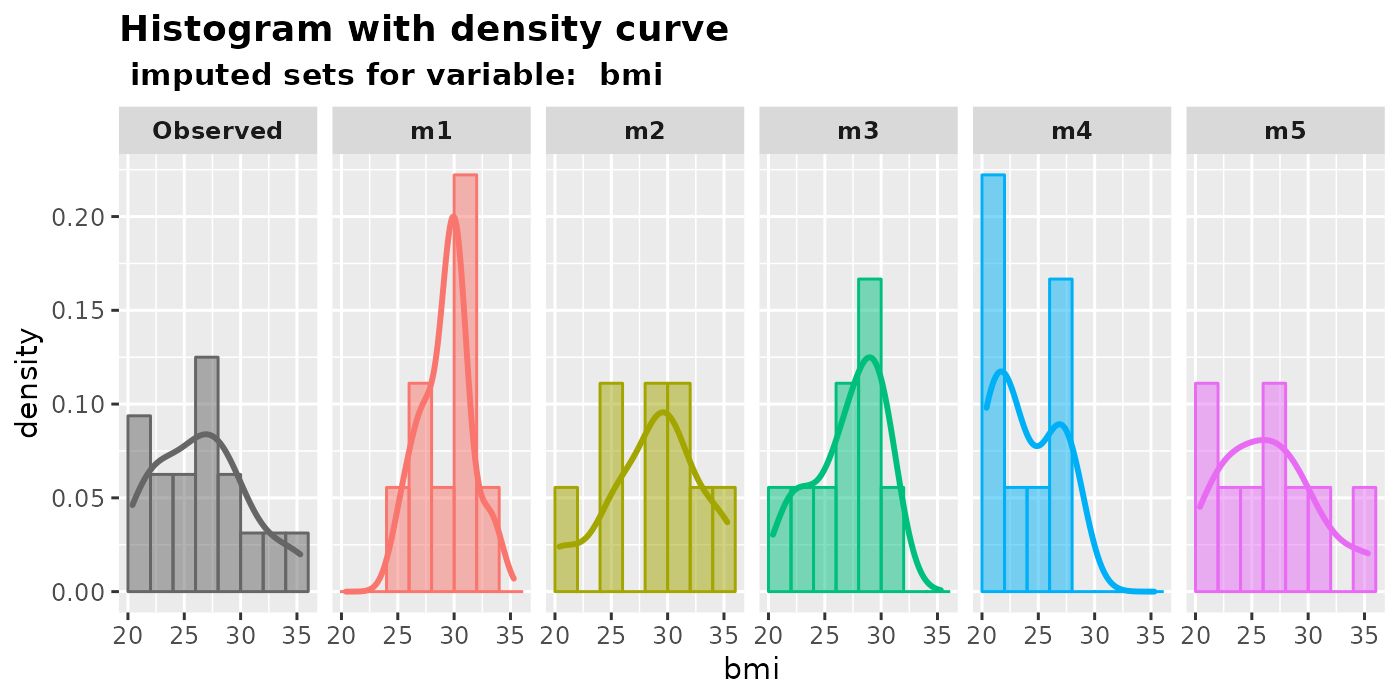 Histogram with density curve
imputed sets for variable:  bmi
Observed m1 m2 m3 m4 m5
0.20
0.15
0.10
0.05
0.00
density
20 25 30 35 20 25 30 35 20 25 30 35 20 25 30 35 20 25 30 35 20 25 30 35
bmi